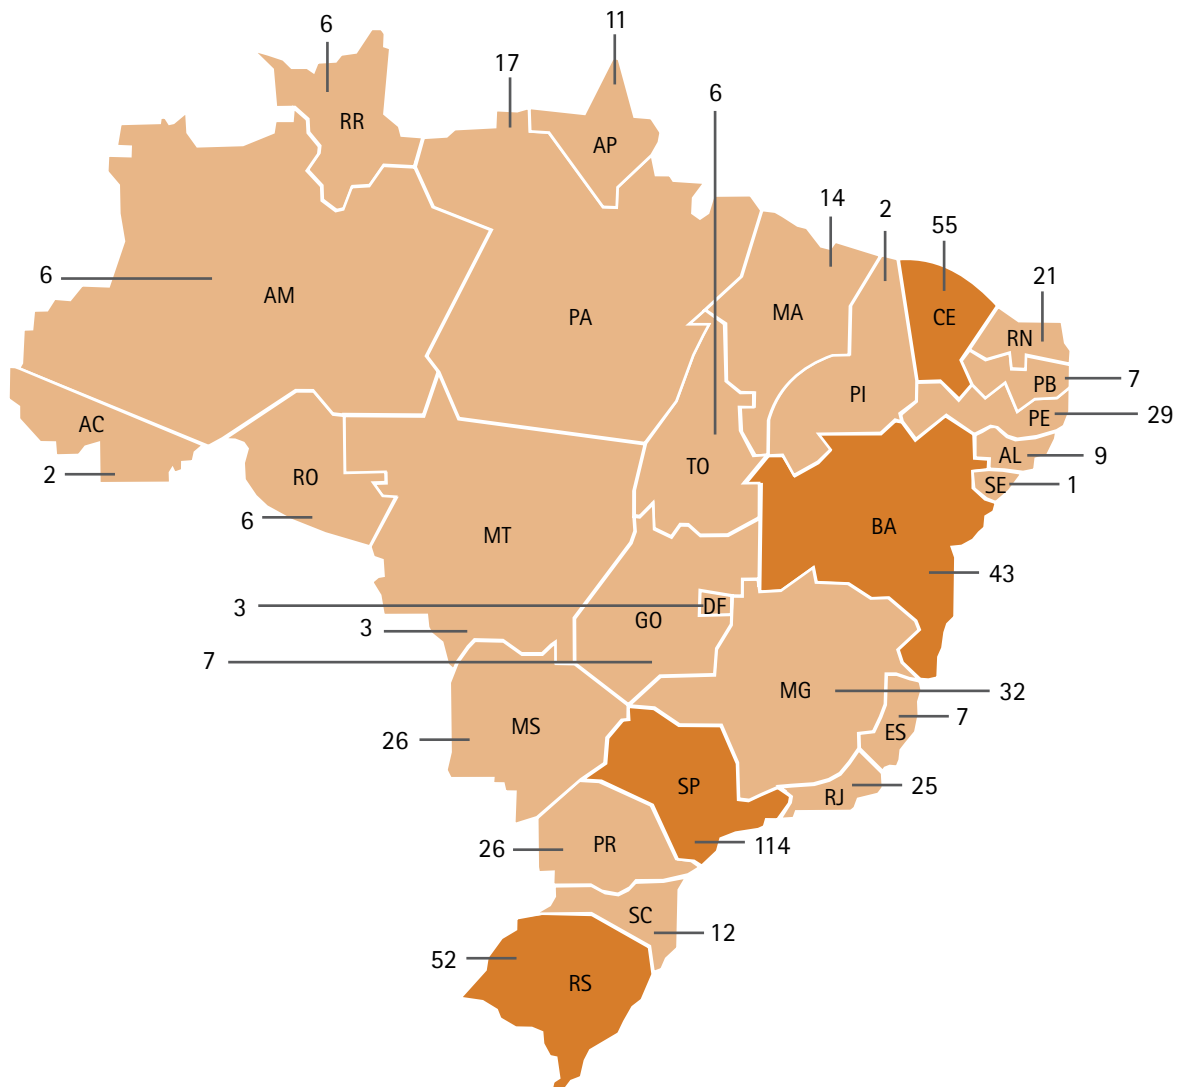 6
11
17
6
RR
AP
14
2
55
6
AM
21
MA
PA
CE
RN
7
PB
PI
29
PE
AC
9
AL
TO
2
RO
1
SE
6
BA
MT
43
3
DF
GO
3
7
MG
32
7
ES
MS
26
SP
25
RJ
26
PR
114
SC
12
52
RS